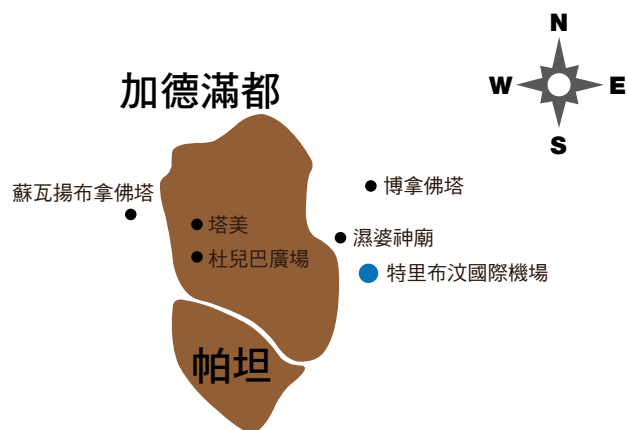 N
加德滿都
W
E
S
博拿佛塔
蘇瓦揚布拿佛塔
塔美
濕婆神廟
杜兒巴廣場
特里布汶國際機場
帕坦